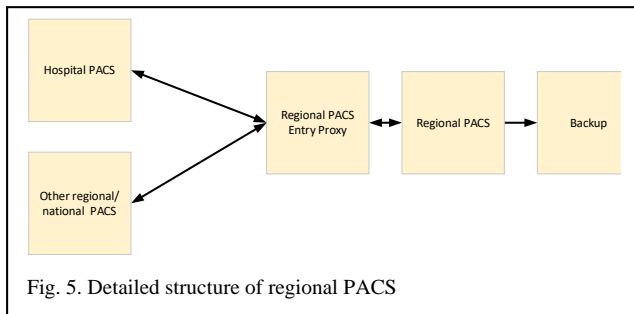 Hospital PACS
Other regional/
national PACS
Regional PACS
Entry Proxy
Regional PACS
Backup
Fig. 5. Detailed structure of regional PACS